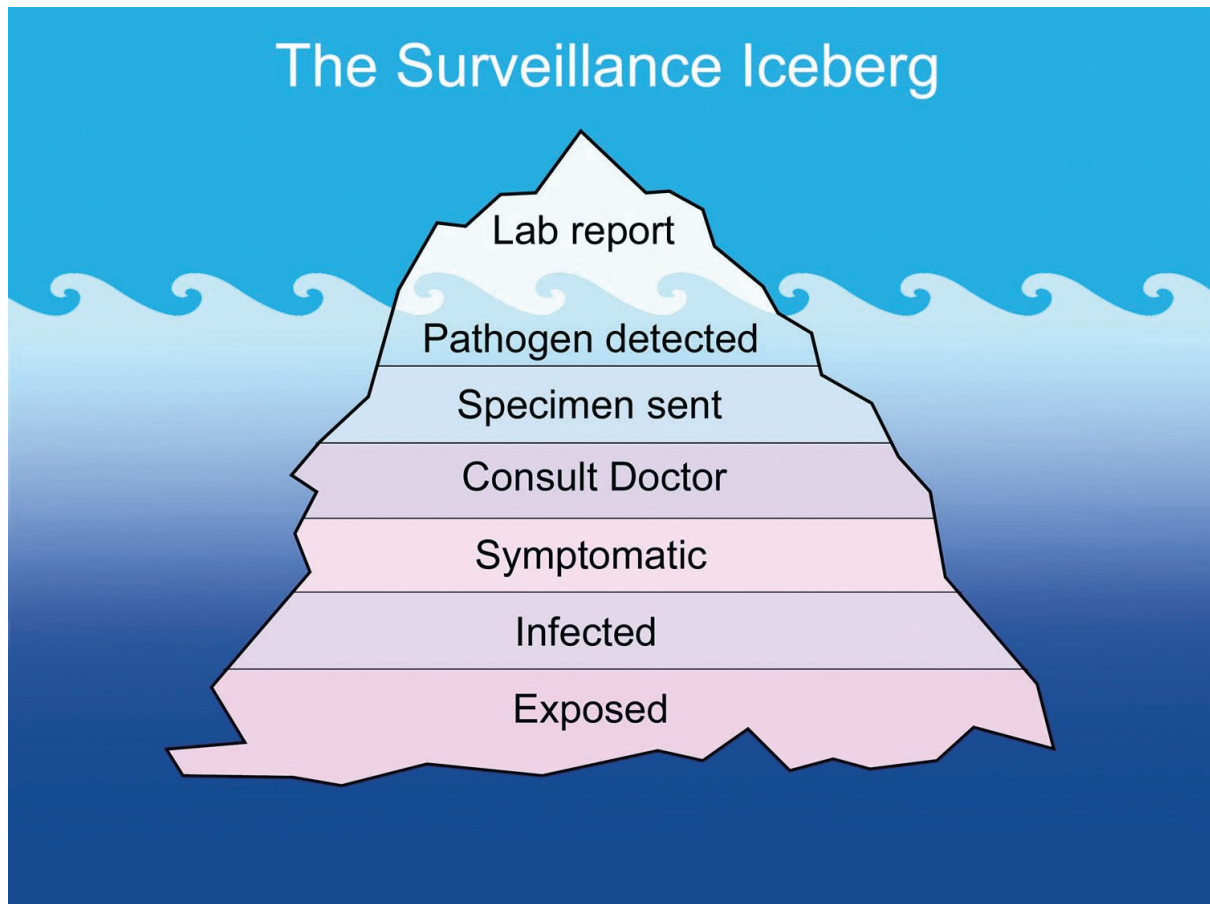 The Surveillance Iceberg
Lab report
Pathogen detected
Specimen sent
Consult Doctor
Symptomatic
Infected
Exposed